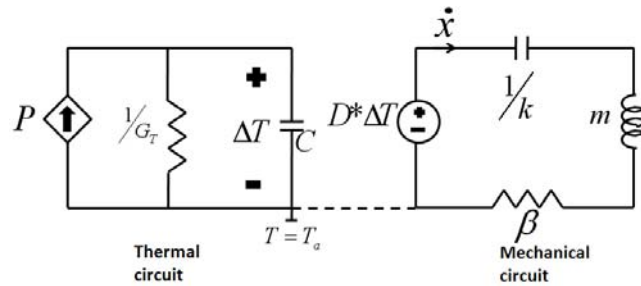 ẋ
P
1/G_T
ΔT
C
D*ΔT
1/k
m
β
T = T_a
Thermal
circuit
Mechanical
circuit